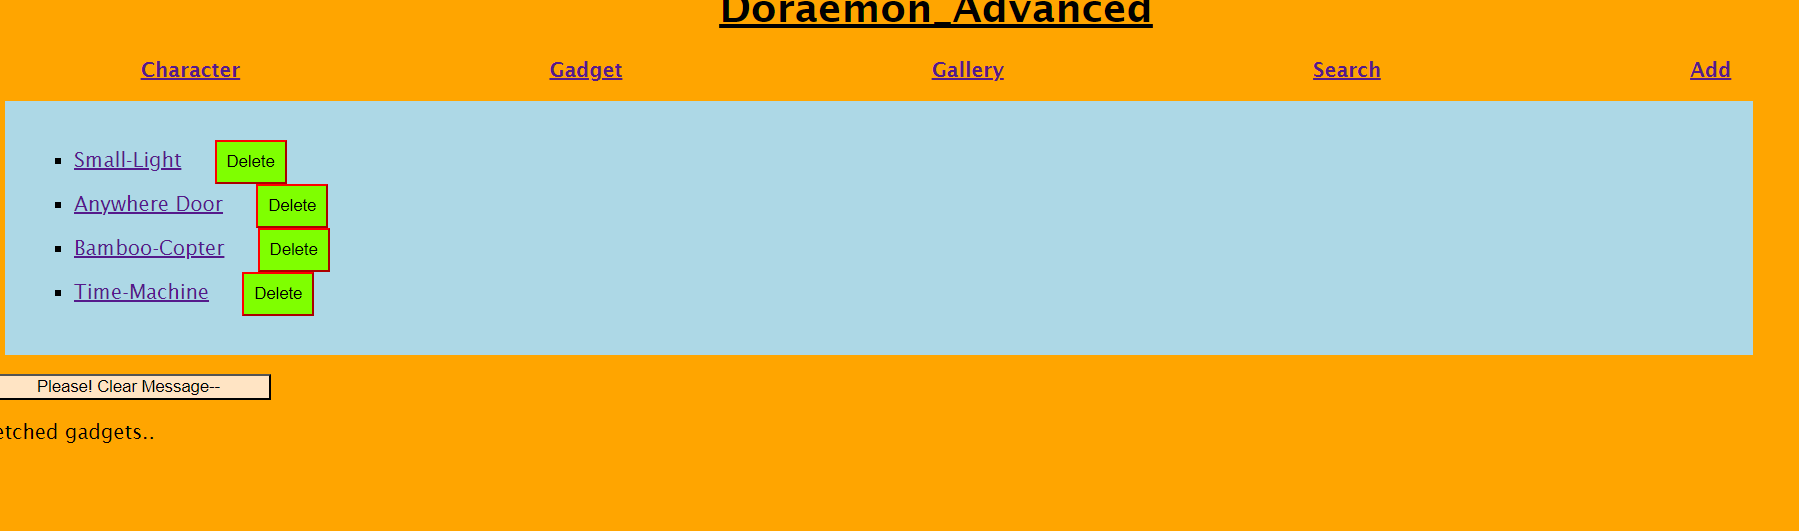 Doraemon_Advanced
Character Gadget Gallery Search Add
Small-Light Delete
Anywhere Door Delete
Bamboo-Copter Delete
Time-Machine Delete
Please! Clear Message--
etched gadgets..